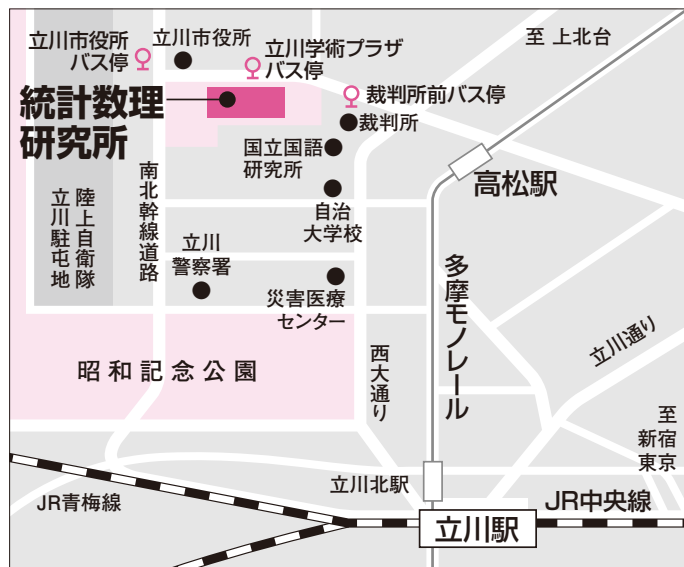 立川市役所
バス停
立川市役所
立川学術プラザ
バス停
至 上北台
統計数理
研究所
裁判所前バス停
裁判所
国立国語
研究所
高松駅
南北幹線道路
陸上自衛隊
立川駐屯地
自治
大学校
立川
警察署
災害医療
センター
多摩モノレール
立川通り
昭和記念公園
西大通り
至
新宿
東京
立川北駅
JR青梅線
JR中央線
立川駅